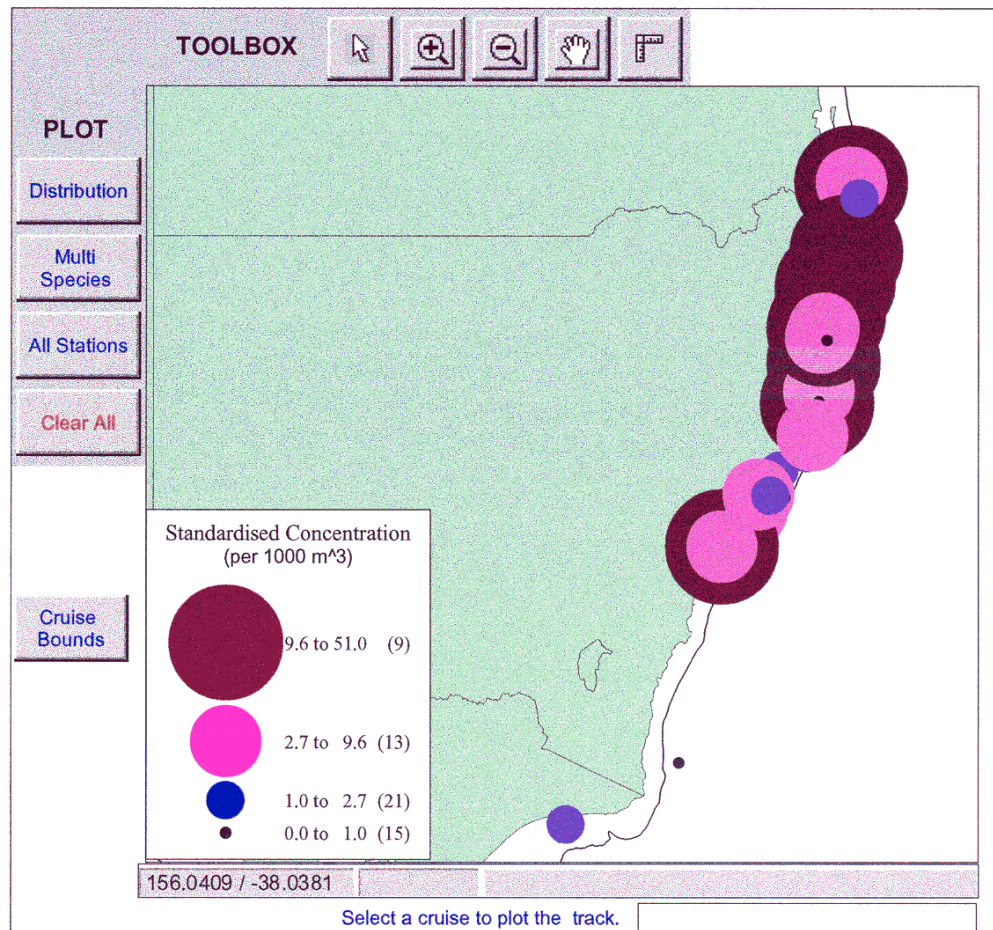 TOOLBOX
PLOT
Distribution
Multi
Species
All Stations
Clear All
Cruise
Bounds
Standardised Concentration
(per 1000 m^3)
9.6 to 51.0 (9)
2.7 to 9.6 (13)
1.0 to 2.7 (21)
0.0 to 1.0 (15)
156.0409 / -38.0381
Select a cruise to plot the track.